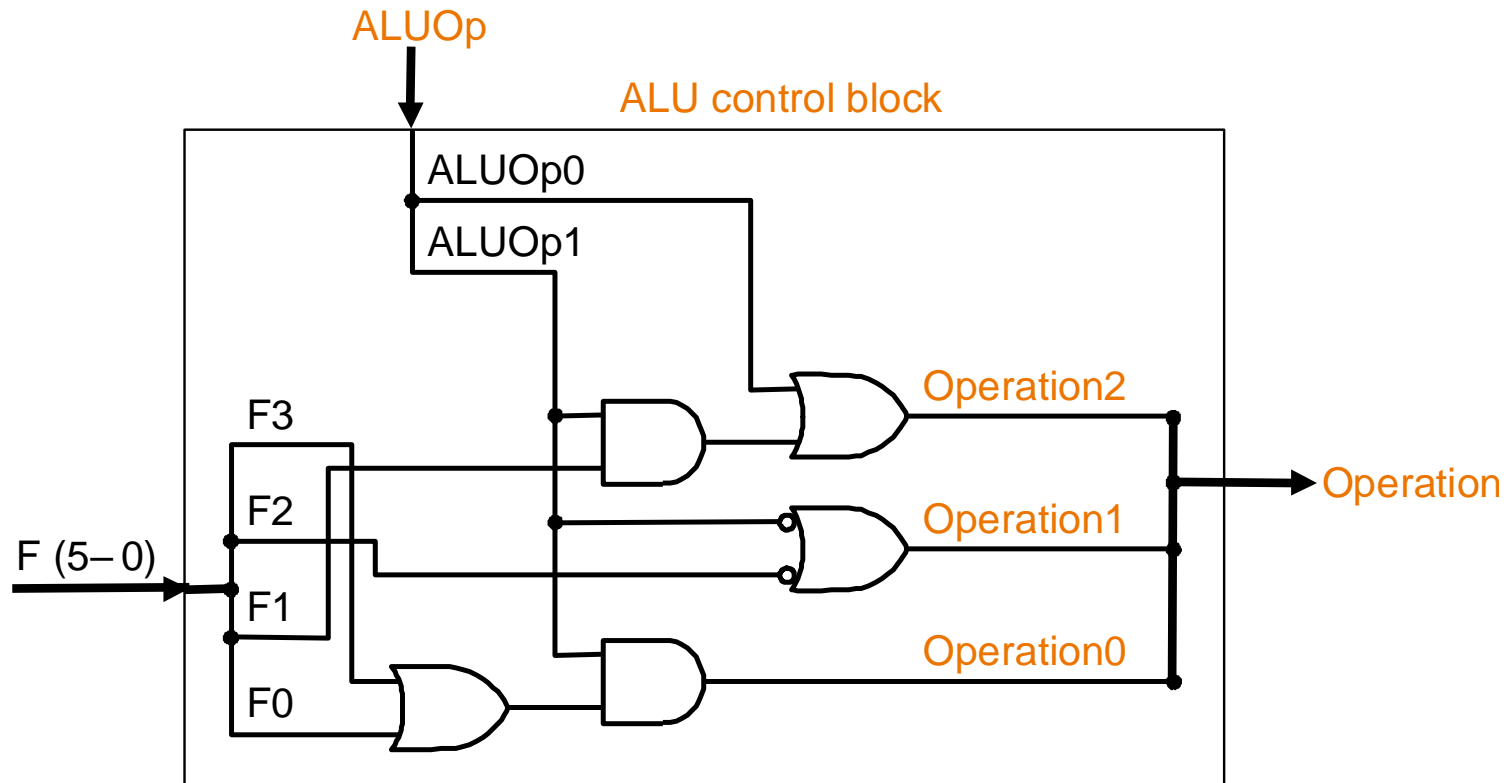 ALUOp
ALU control block
ALUOp0
ALUOp1
Operation2
F3
Operation
F2
Operation1
F (5–0)
F1
Operation0
F0